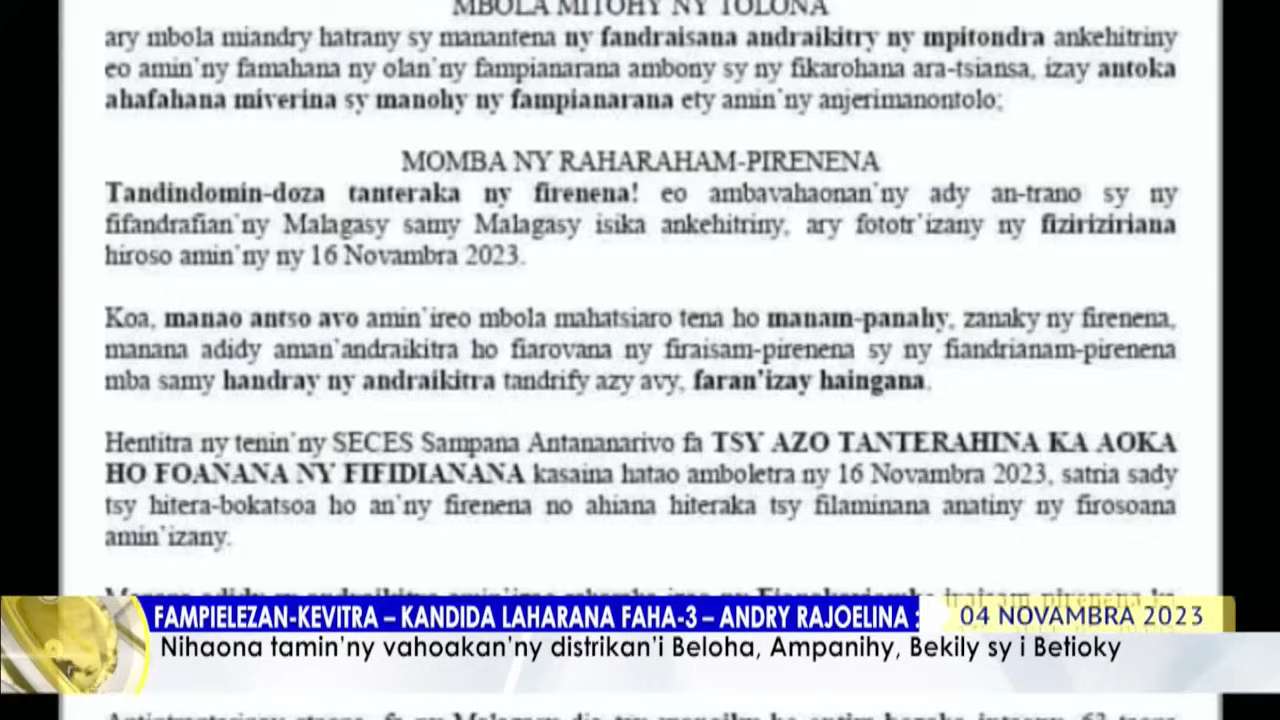 MBOLA MITOHY NY TOLONA
ary mbola miandry hatrany sy manantena ny fandraisana andraikitry ny mpitondra ankehitriny
eo amin'ny famahana ny olan'ny fampianarana ambony sy ny fikarohana ara-tsiansa, izay antoka
ahafahana miverina sy manohy ny fampianarana ety amin'ny anjerimanontolo;
MOMBA NY RAHARAHAM-PIRENENA
Tandindomin-doza tanteraka ny firenena! eo ambavahaonan'ny ady an-trano sy ny
fifandrafian'ny Malagasy samy Malagasy isika ankehitriny, ary fototr'izany ny fiziriziriana
hiroso amin'ny ny 16 Novambra 2023.
Koa, manao antso avo amin'ireo mbola mahatsiaro tena ho manam-panahy, zanaky ny firenena,
manana adidy aman'andraikitra ho fiarovana ny firaisam-pirenena sy ny fiandrianam-pirenena
mba samy handray ny andraikitra tandrify azy avy, faran'izay haingana.
Hentitra ny tenin'ny SECES Sampana Antananarivo fa TSY AZO TANTERAHINA KA AOKA
HO FOANANA NY FIFIDIANANA kasaina hatao amboletra ny 16 Novambra 2023, satria sady
tsy hitera-bokatsoa ho an'ny firenena no ahiana hiteraka tsy filaminana anatiny ny firosoana
amin'izany.
FAMPIELEZAN-KEVITRA – KANDIDA LAHARANA FAHA-3 – ANDRY RAJOELINA :
04 NOVAMBRA 2023
Nihaona tamin'ny vahoakan'ny distrikan'i Beloha, Ampanihy, Bekily sy i Betioky